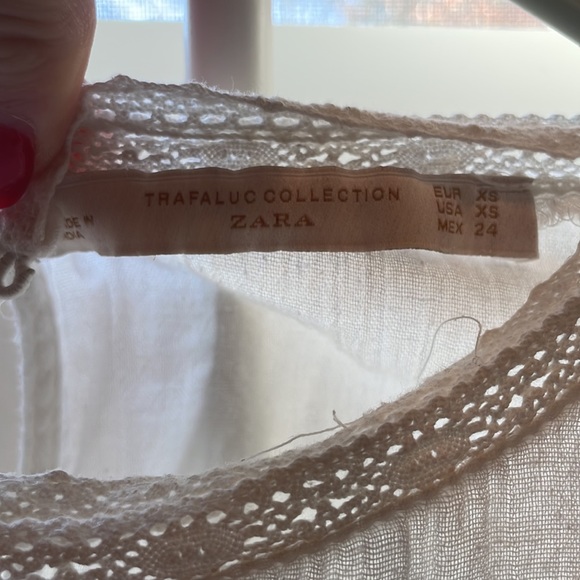 TRAFALUC COLLECTION
ZARA
EUR XS
USA XS
MEX 24